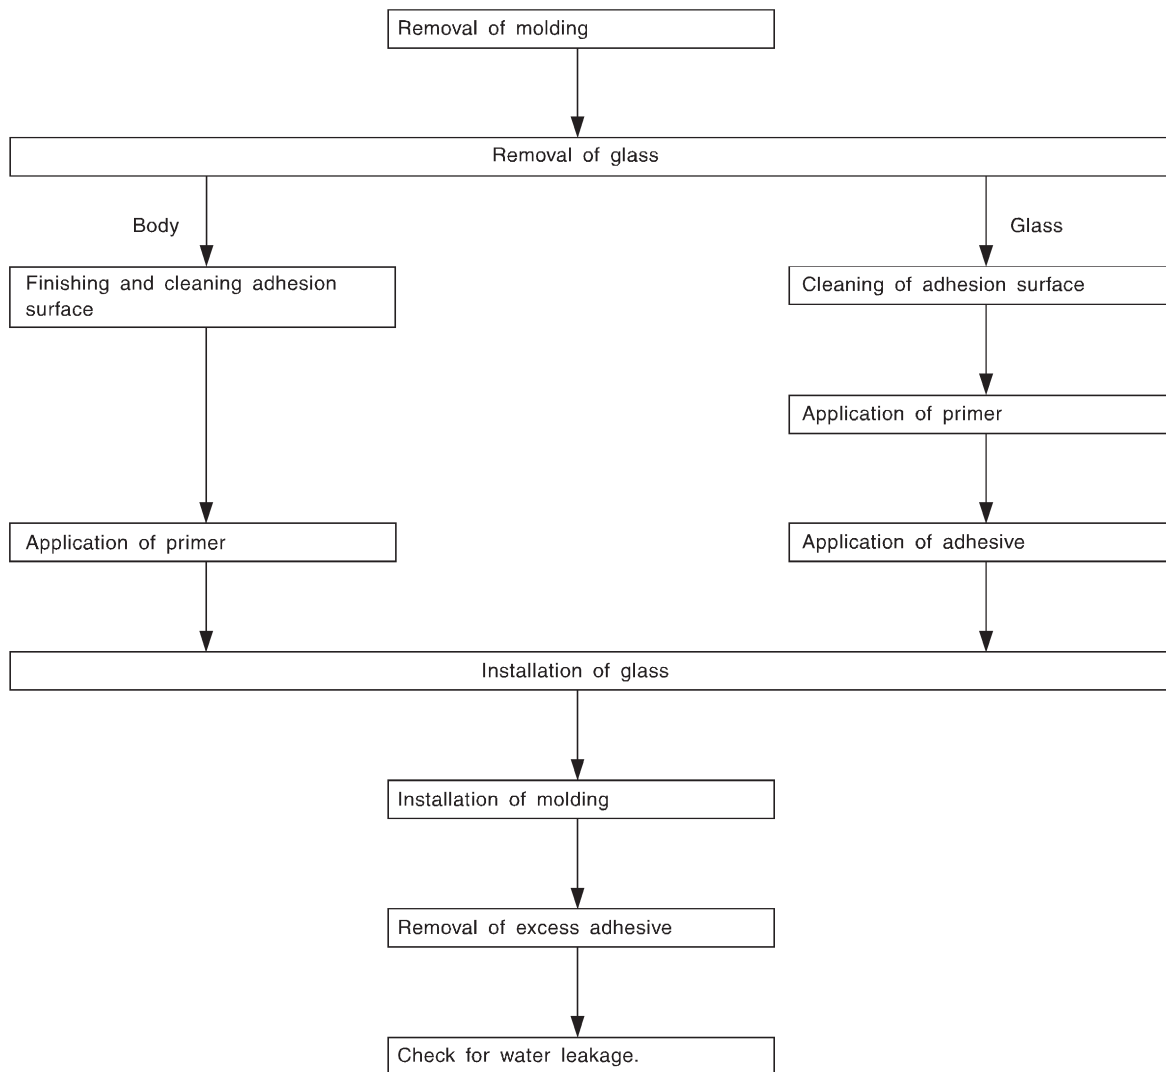 Removal of molding
Removal of glass
Body
Glass
Finishing and cleaning adhesion
surface
Cleaning of adhesion surface
Application of primer
Application of primer
Application of adhesive
Installation of glass
Installation of molding
Removal of excess adhesive
Check for water leakage.